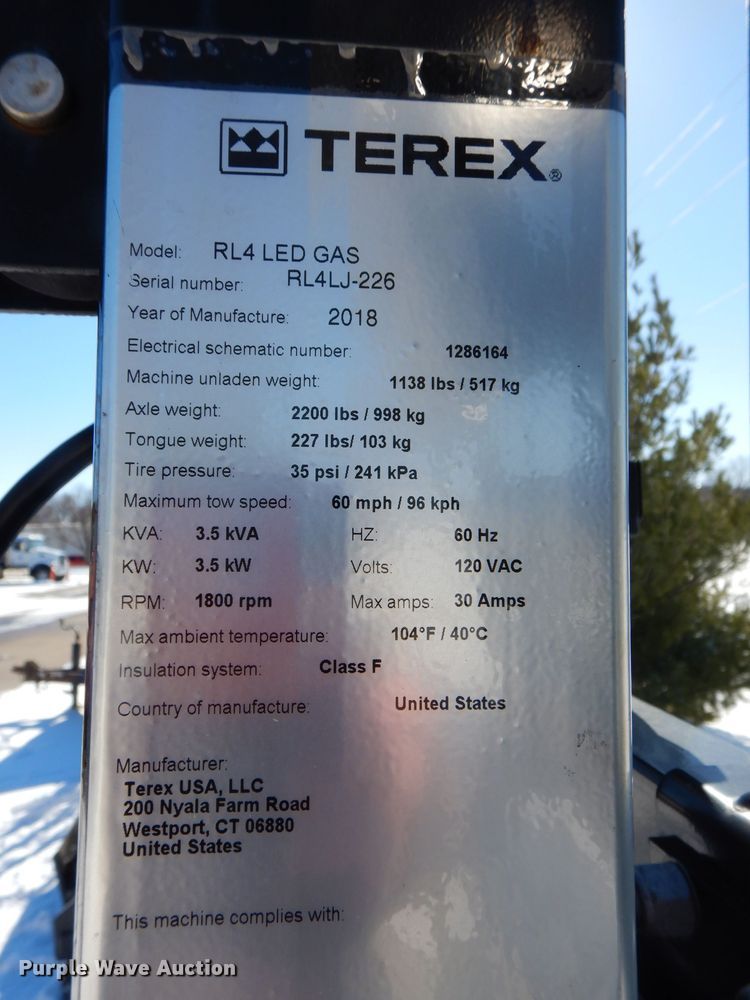 TEREX®
Model: RL4 LED GAS
Serial number: RL4LJ-226
Year of Manufacture: 2018
Electrical schematic number: 1286164
Machine unladen weight: 1138 lbs / 517 kg
Axle weight: 2200 lbs / 998 kg
Tongue weight: 227 lbs/ 103 kg
Tire pressure: 35 psi / 241 kPa
Maximum tow speed: 60 mph / 96 kph
KVA: 3.5 kVA HZ: 60 Hz
KW: 3.5 kW Volts: 120 VAC
RPM: 1800 rpm Max amps: 30 Amps
Max ambient temperature: 104°F / 40°C
Insulation system: Class F
Country of manufacture: United States
Manufacturer:
Terex USA, LLC
200 Nyala Farm Road
Westport, CT 06880
United States
This machine complies with:
Purple Wave Auction